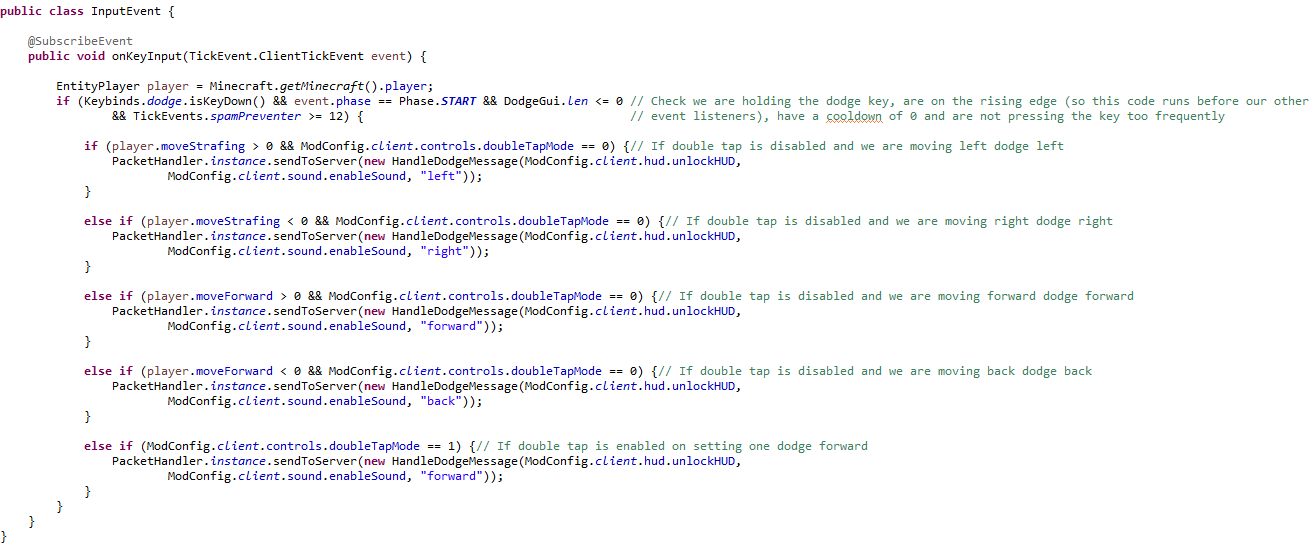 public class InputEvent {
@SubscribeEvent
public void onKeyInput(TickEvent.ClientTickEvent event) {
EntityPlayer player = Minecraft.getMinecraft().player;
if (Keybinds.dodge.isKeyDown() && event.phase == Phase.START && DodgeGui.len <= 0 // Check we are holding the dodge key, are on the rising edge (so this code runs before our other
&& TickEvents.spamPreventer >= 12) { // event listeners), have a cooldown of 0 and are not pressing the key too frequently
if (player.moveStrafing > 0 && ModConfig.client.controls.doubleTapMode == 0) {// If double tap is disabled and we are moving left dodge left
PacketHandler.instance.sendToServer(new HandleDodgeMessage(ModConfig.client.hud.unlockHUD,
ModConfig.client.sound.enableSound, "left"));
}
else if (player.moveStrafing < 0 && ModConfig.client.controls.doubleTapMode == 0) {// If double tap is disabled and we are moving right dodge right
PacketHandler.instance.sendToServer(new HandleDodgeMessage(ModConfig.client.hud.unlockHUD,
ModConfig.client.sound.enableSound, "right"));
}
else if (player.moveForward > 0 && ModConfig.client.controls.doubleTapMode == 0) {// If double tap is disabled and we are moving forward dodge forward
PacketHandler.instance.sendToServer(new HandleDodgeMessage(ModConfig.client.hud.unlockHUD,
ModConfig.client.sound.enableSound, "forward"));
}
else if (player.moveForward < 0 && ModConfig.client.controls.doubleTapMode == 0) {// If double tap is disabled and we are moving back dodge back
PacketHandler.instance.sendToServer(new HandleDodgeMessage(ModConfig.client.hud.unlockHUD,
ModConfig.client.sound.enableSound, "back"));
}
else if (ModConfig.client.controls.doubleTapMode == 1) {// If double tap is enabled on setting one dodge forward
PacketHandler.instance.sendToServer(new HandleDodgeMessage(ModConfig.client.hud.unlockHUD,
ModConfig.client.sound.enableSound, "forward"));
}
}
}
}